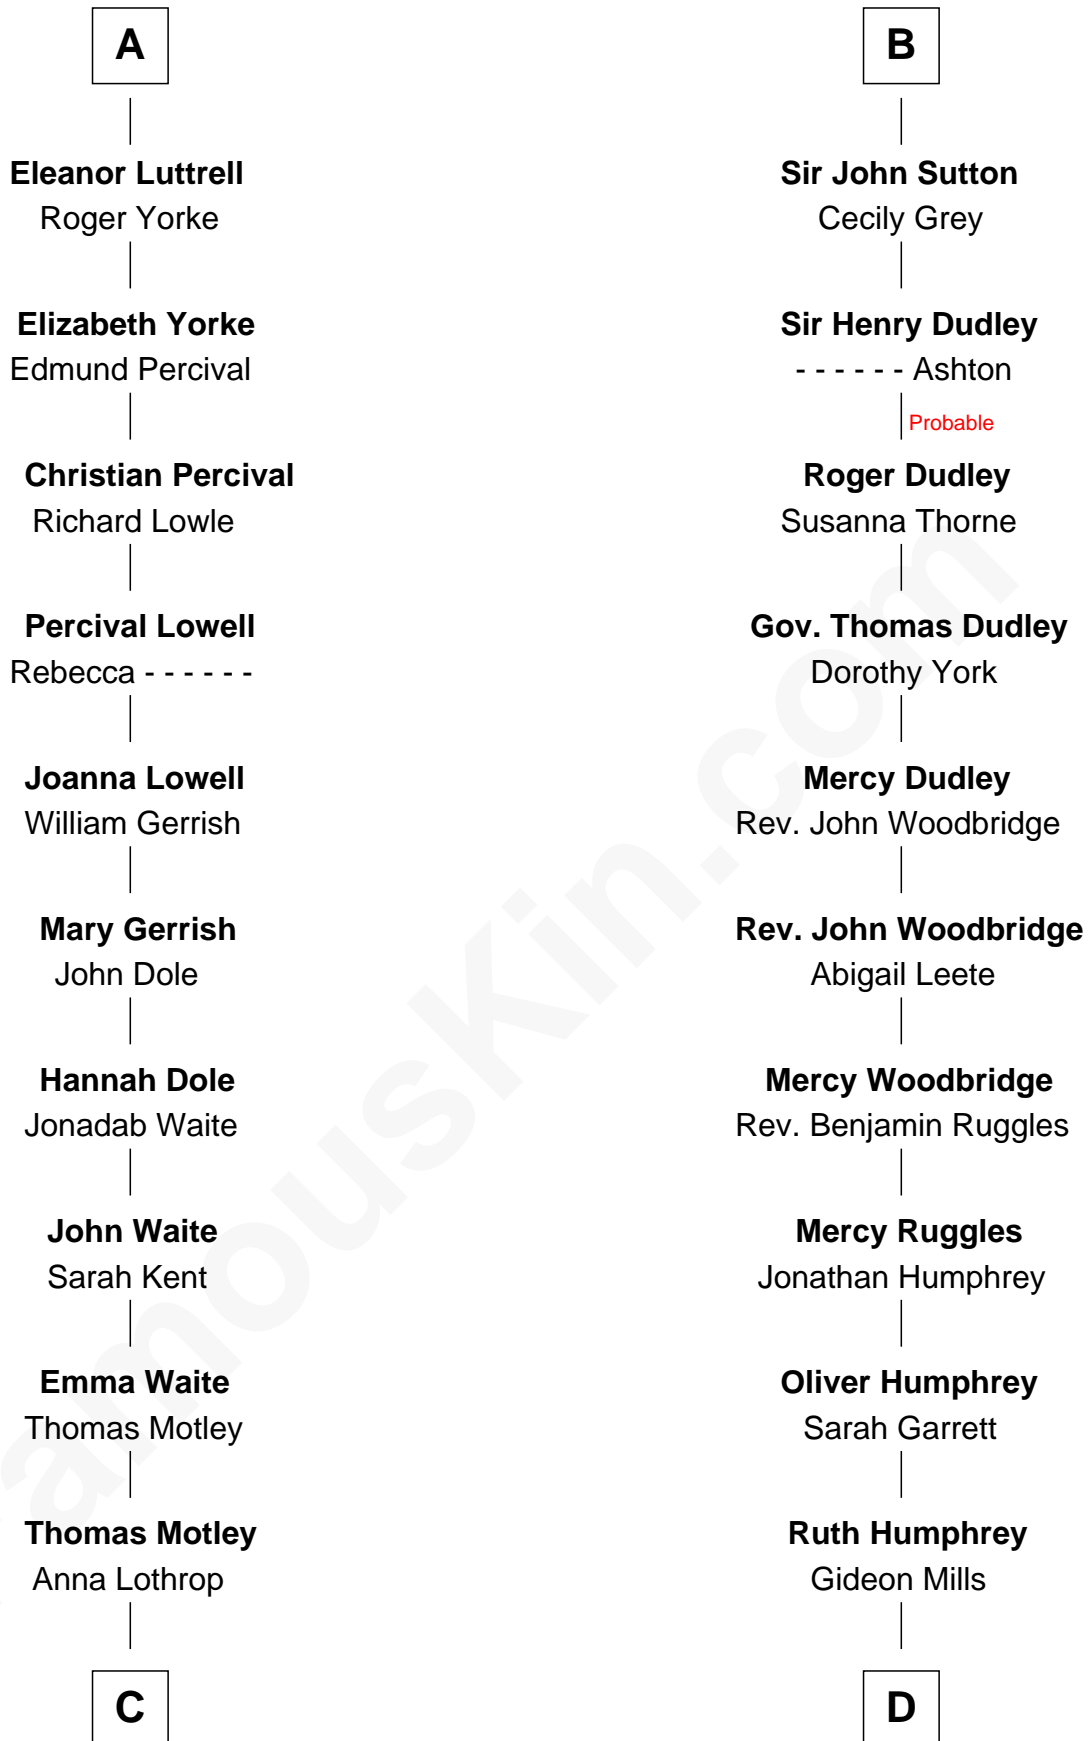 A
Eleanor Luttrell
Roger Yorke
Elizabeth Yorke
Edmund Percival
Christian Percival
Richard Lowle
Percival Lowell
Rebecca - - - - - -
Joanna Lowell
William Gerrish
Mary Gerrish
John Dole
Hannah Dole
Jonadab Waite
John Waite
Sarah Kent
Emma Waite
Thomas Motley
Thomas Motley
Anna Lothrop
C
B
Sir John Sutton
Cecily Grey
Sir Henry Dudley
- - - - - - Ashton
Probable
Roger Dudley
Susanna Thorne
Gov. Thomas Dudley
Dorothy York
Mercy Dudley
Rev. John Woodbridge
Rev. John Woodbridge
Abigail Leete
Mercy Woodbridge
Rev. Benjamin Ruggles
Mercy Ruggles
Jonathan Humphrey
Oliver Humphrey
Sarah Garrett
Ruth Humphrey
Gideon Mills
D
amouskin.com